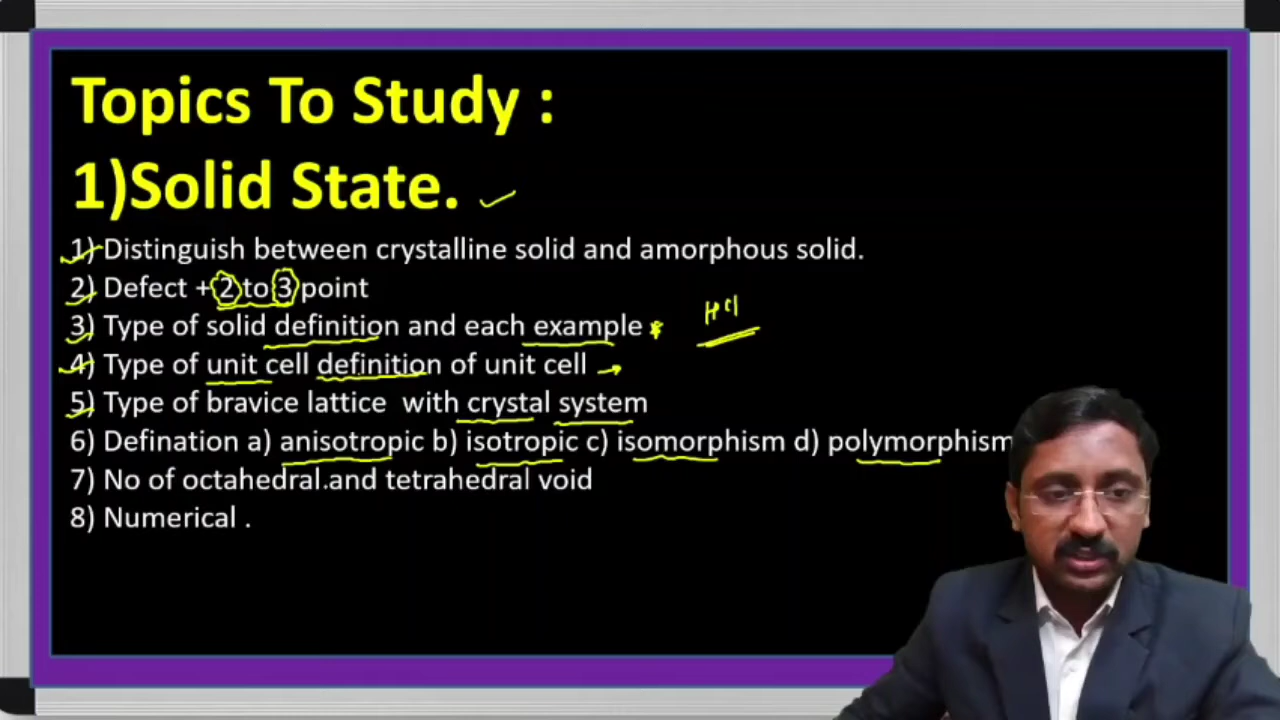 Topics To Study :
1)Solid State.
1) Distinguish between crystalline solid and amorphous solid.
2) Defect + 2 to 3 point
3) Type of solid definition and each example
4) Type of unit cell definition of unit cell
5) Type of bravice lattice with crystal system
6) Defination a) anisotropic b) isotropic c) isomorphism d) polymorphism
7) No of octahedral.and tetrahedral void
8) Numerical .